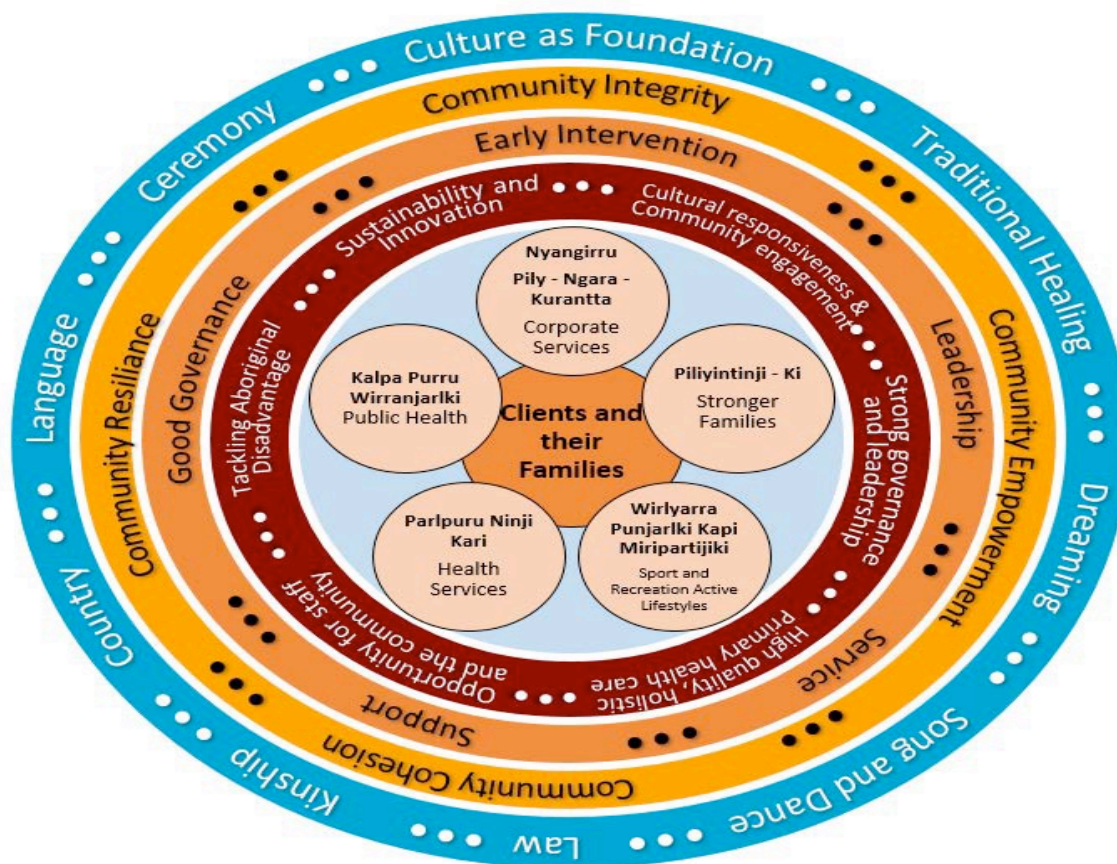 Culture as Foundation
Traditional Healing
Dreaming
Song and Dance
Law
Kinship
Country
Language
Ceremony
Community Integrity
Community Empowerment
Community Cohesion
Community Resiliance
Early Intervention
Leadership
Service
Support
Good Governance
Sustainability and
Innovation
Cultural responsiveness &
Community engagement
Strong governance
and leadership
High quality, holistic
Primary health care
Opportunity for staff
and the community
Tackling Aboriginal
Disadvantage
Nyangirru
Pily - Ngara -
Kurantta
Corporate
Services
Piliyintinji - Ki
Stronger
Families
Wirlyarra
Punjarlki Kapi
Miripartijiki
Sport and
Recreation Active
Lifestyles
Parlpuru Ninji
Kari
Health
Services
Kalpa Purru
Wirranjarlki
Public Health
Clients and
their
Families